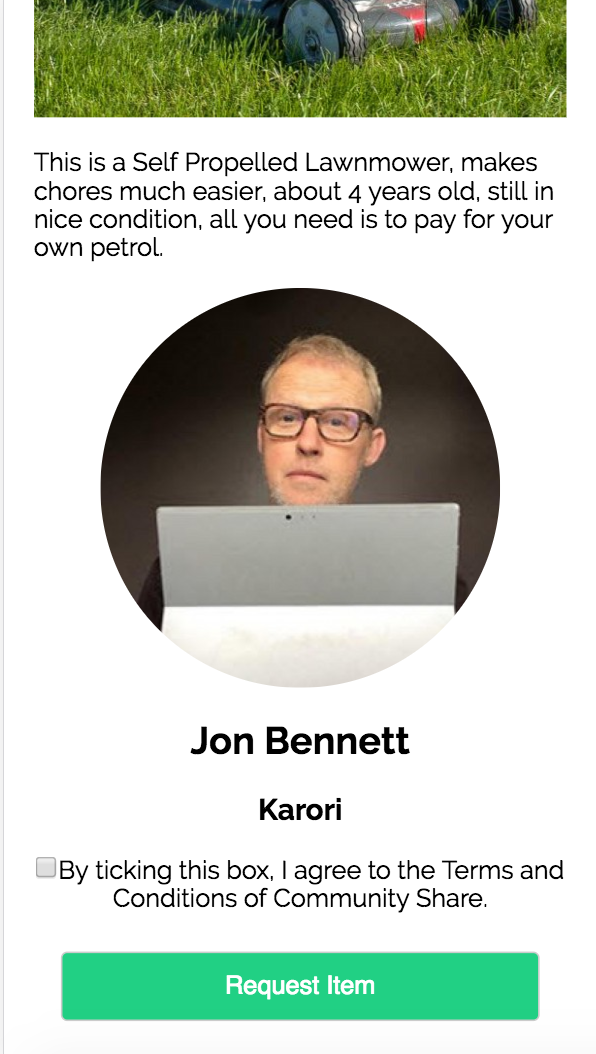 This is a Self Propelled Lawnmower, makes
chores much easier, about 4 years old, still in
nice condition, all you need is to pay for your
own petrol.
Jon Bennett
Karori
By ticking this box, I agree to the Terms and
Conditions of Community Share.
Request Item